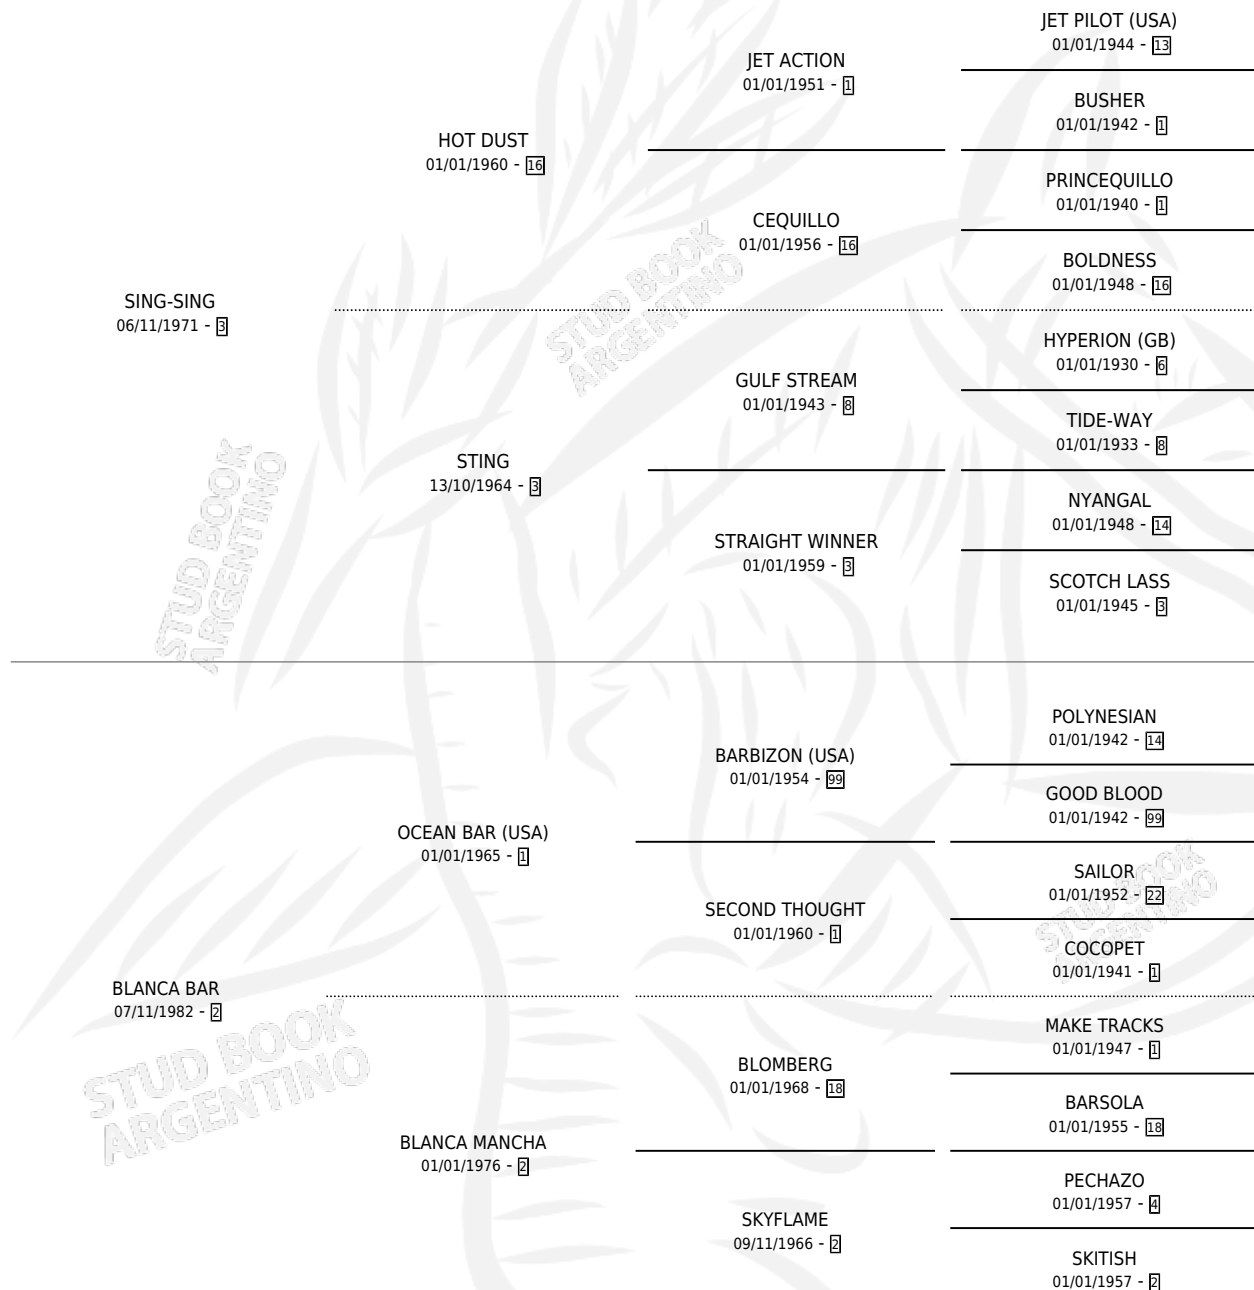 JET PILOT (USA)
01/01/1944 - 13
JET ACTION
01/01/1951 - 1
BUSHER
01/01/1942 - 1
HOT DUST
01/01/1960 - 16
PRINCEQUILLO
01/01/1940 - 1
CEQUILLO
01/01/1956 - 16
BOLDNESS
01/01/1948 - 16
SING-SING
06/11/1971 - 3
HYPERION (GB)
01/01/1930 - 6
GULF STREAM
01/01/1943 - 8
TIDE-WAY
01/01/1933 - 8
STING
13/10/1964 - 3
NYANGAL
01/01/1948 - 14
STRAIGHT WINNER
01/01/1959 - 3
SCOTCH LASS
01/01/1945 - 3
POLYNESIAN
01/01/1942 - 14
BARBIZON (USA)
01/01/1954 - 99
GOOD BLOOD
01/01/1942 - 99
OCEAN BAR (USA)
01/01/1965 - 1
SAILOR
01/01/1952 - 22
SECOND THOUGHT
01/01/1960 - 1
COCOPET
01/01/1941 - 1
BLANCA BAR
07/11/1982 - 2
MAKE TRACKS
01/01/1947 - 1
BLOMBERG
01/01/1968 - 18
BARSOLA
01/01/1955 - 18
BLANCA MANCHA
01/01/1976 - 2
PECHAZO
01/01/1957 - 4
SKYFLAME
09/11/1966 - 2
SKITISH
01/01/1957 - 2
STUD BOOK
ARGENTINO
STUD BOOK
ARGENTINO
STUD BOOK
ARGENTINO
STUD BOOK
ARGENTINO